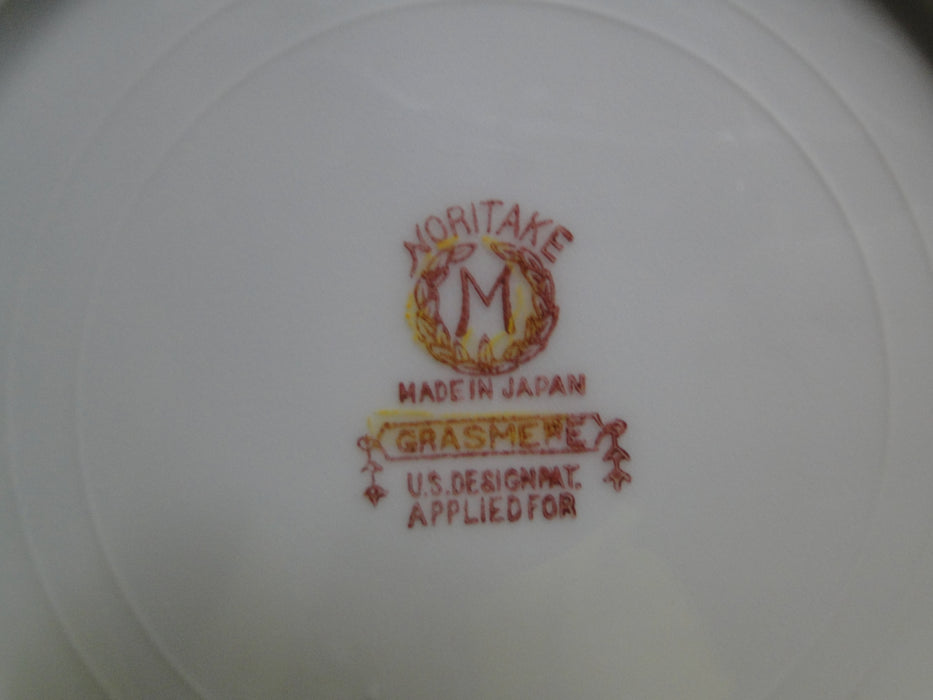 NORITAKE
M
MADE IN JAPAN
GRASMERE
U.S. DESIGN PAT.
APPLIED FOR